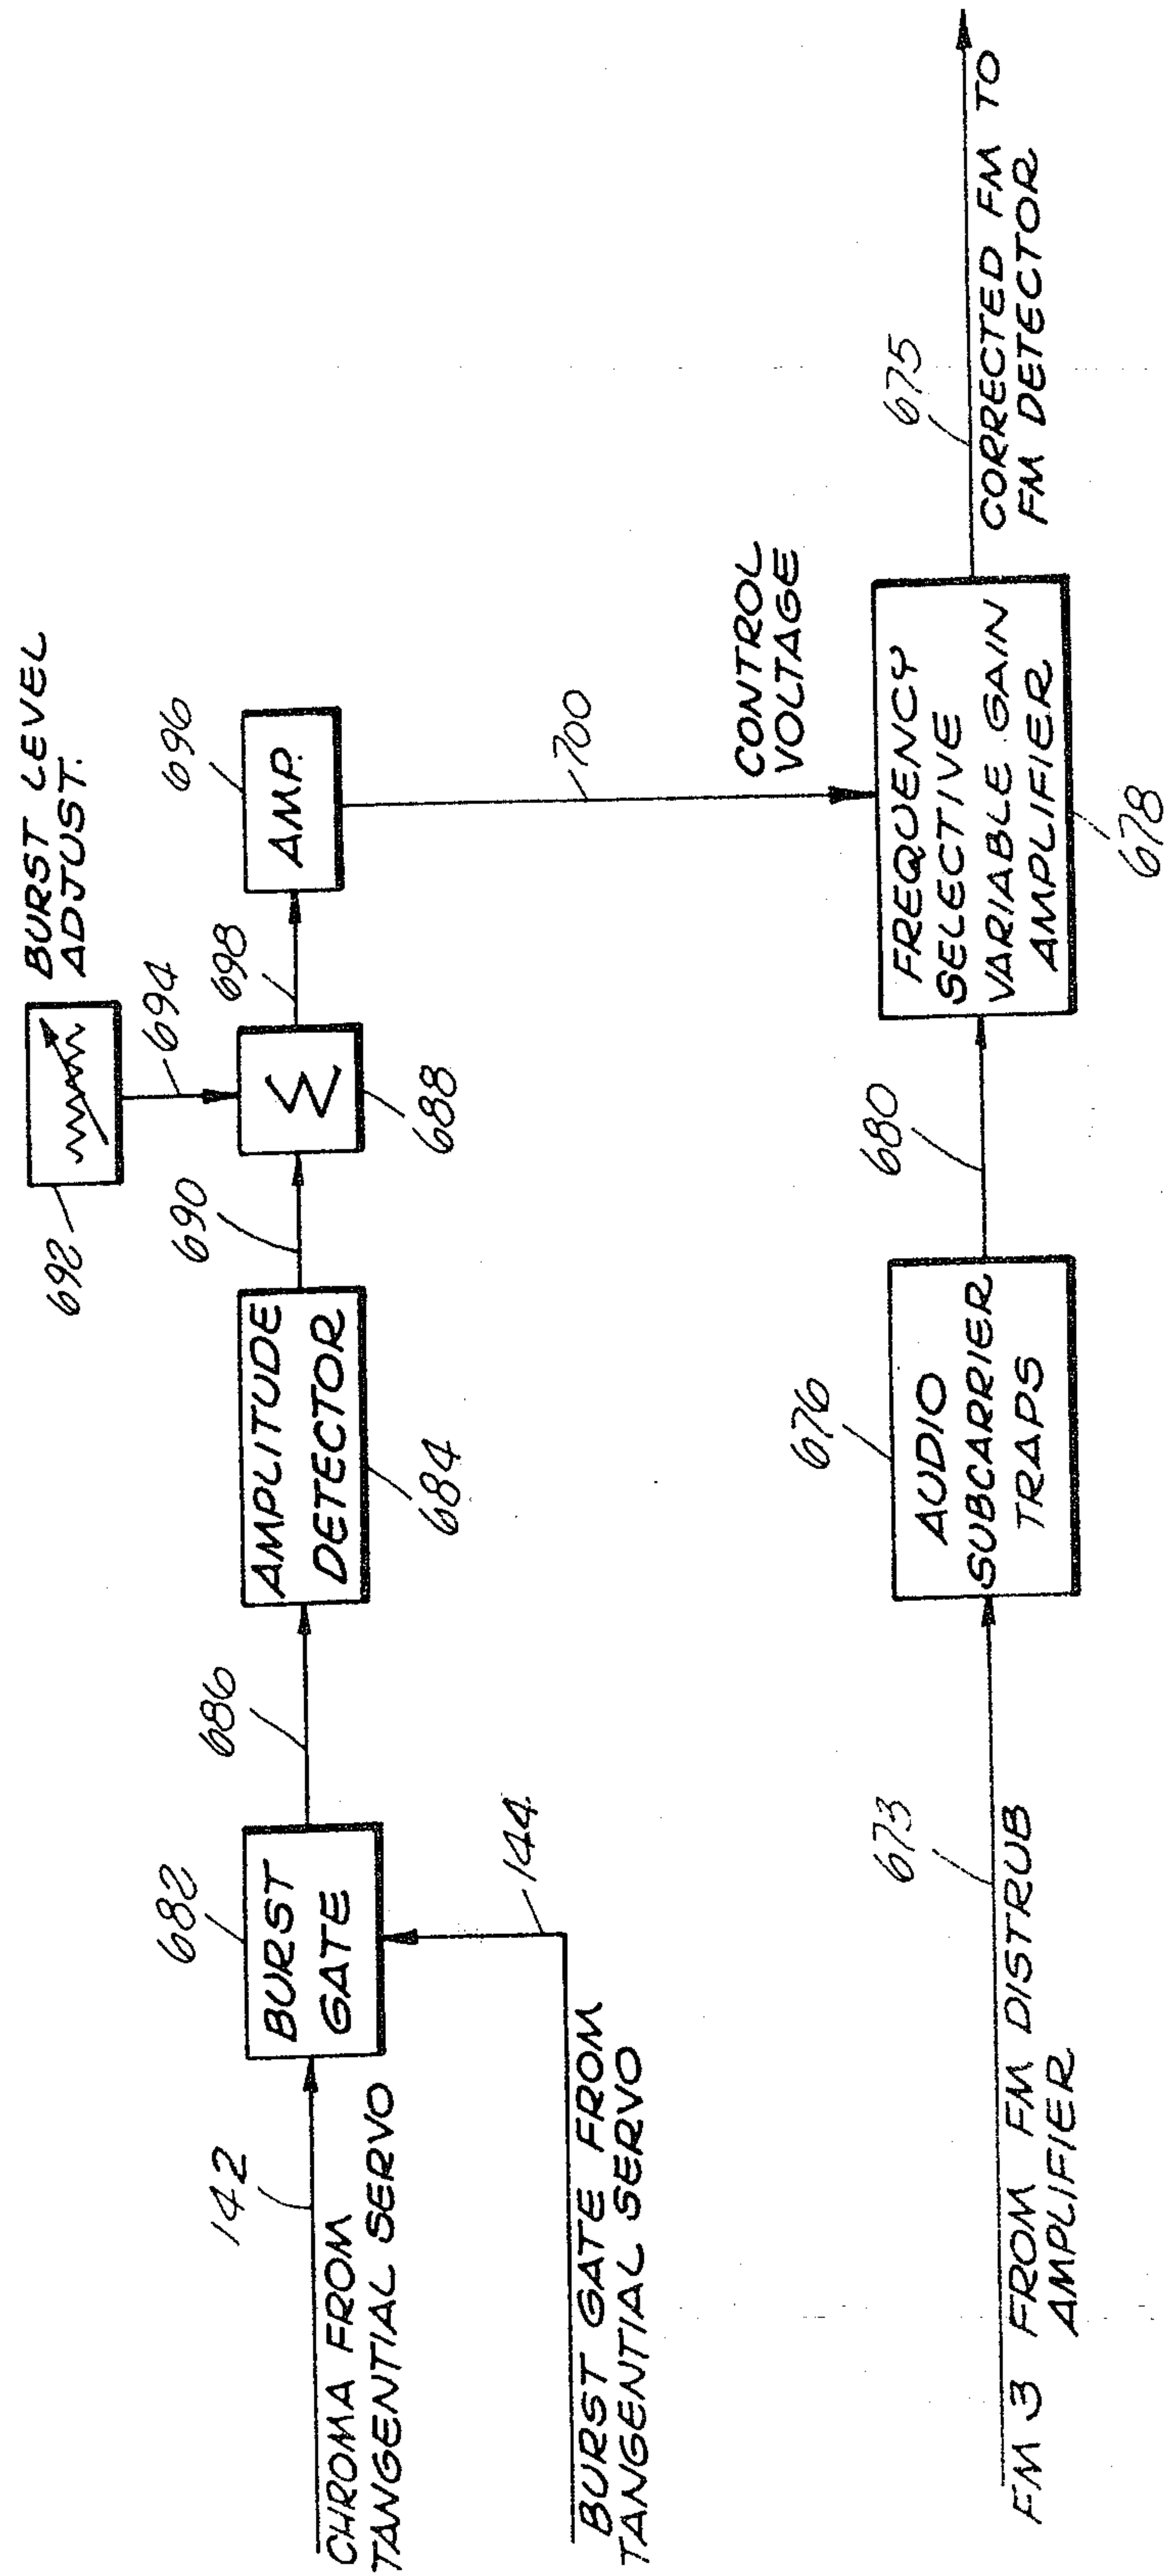 BURST LEVEL
ADJUST.
692
694
696
AMP.
698
Σ
688
690
AMPLITUDE
DETECTOR
684
686
682
BURST
GATE
142
CHROMA FROM
TANGENTIAL SERVO
144
BURST GATE FROM
TANGENTIAL SERVO
700
CONTROL
VOLTAGE
FREQUENCY
SELECTIVE
VARIABLE GAIN
AMPLIFIER
678
675
CORRECTED FM TO
FM DETECTOR
680
676
AUDIO
SUBCARRIER
TRAPS
673
FM 3 FROM FM DISTRUB
AMPLIFIER